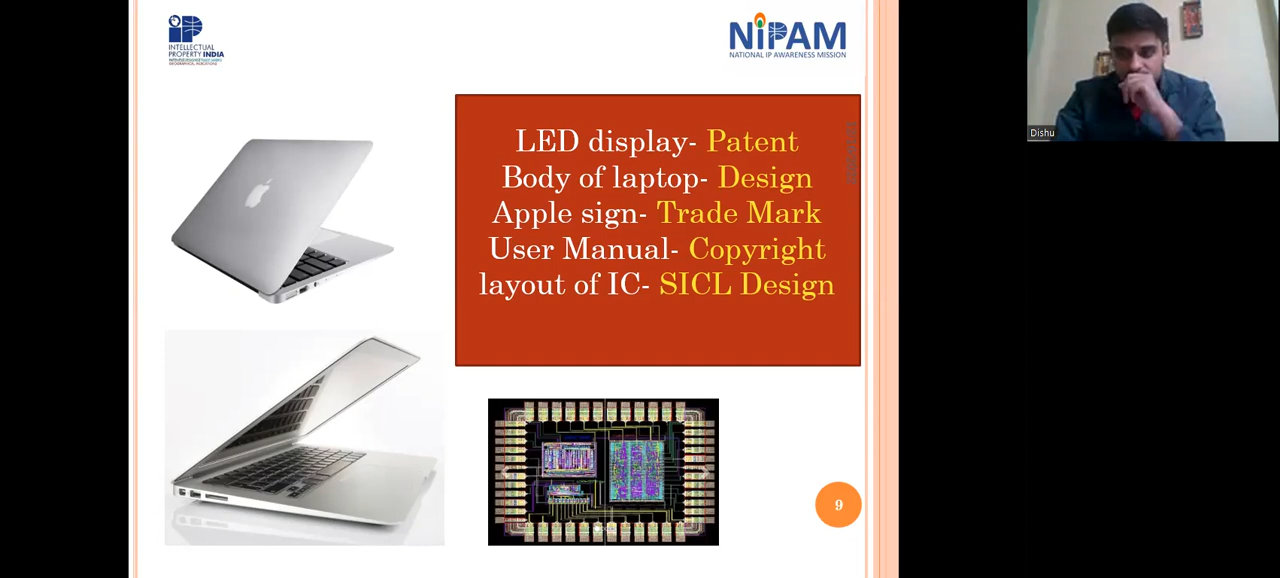 INTELLECTUAL
PROPERTY INDIA
NiPAM
NATIONAL IP AWARENESS MISSION
LED display- Patent
Body of laptop- Design
Apple sign- Trade Mark
User Manual- Copyright
layout of IC- SICL Design
9
Dishu